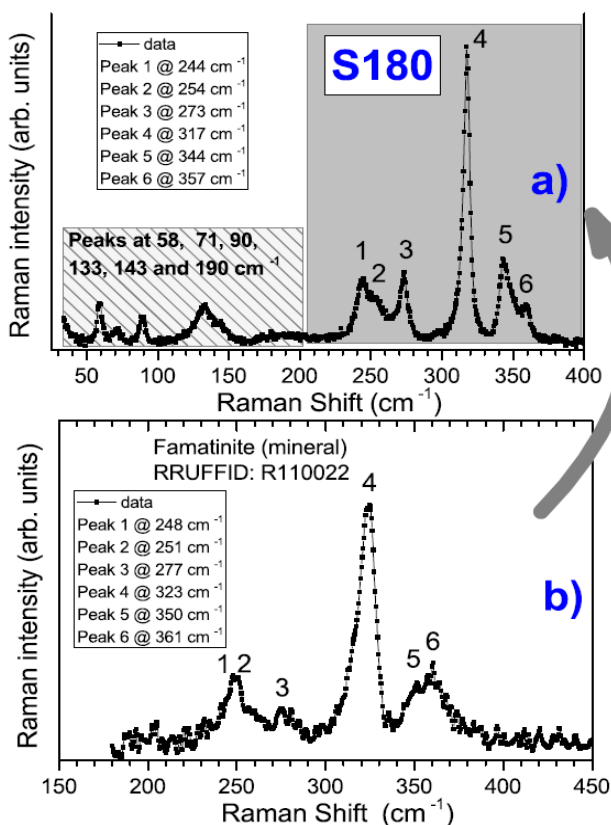 Raman intensity (arb. units)
data
Peak 1 @ 244 cm⁻¹
Peak 2 @ 254 cm⁻¹
Peak 3 @ 273 cm⁻¹
Peak 4 @ 317 cm⁻¹
Peak 5 @ 344 cm⁻¹
Peak 6 @ 357 cm⁻¹
S180
4
a)
Peaks at 58, 71, 90,
133, 143 and 190 cm⁻¹
1
2
3
5
6
50 100 150 200 250 300 350 400
Raman Shift (cm⁻¹)
Raman intensity (arb. units)
Famatinite (mineral)
RRUFFID: R110022
data
Peak 1 @ 248 cm⁻¹
Peak 2 @ 251 cm⁻¹
Peak 3 @ 277 cm⁻¹
Peak 4 @ 323 cm⁻¹
Peak 5 @ 350 cm⁻¹
Peak 6 @ 361 cm⁻¹
4
b)
1 2
3
5
6
150 200 250 300 350 400 450
Raman Shift (cm⁻¹)